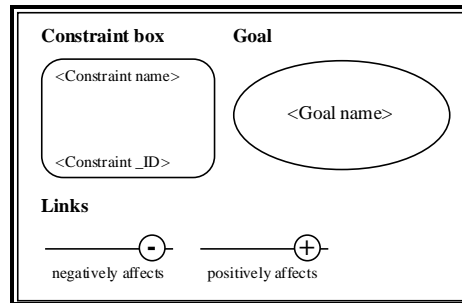 Constraint box
Goal
<Constraint name>
<Goal name>
<Constraint _ID>
Links
-
+
negatively affects
positively affects